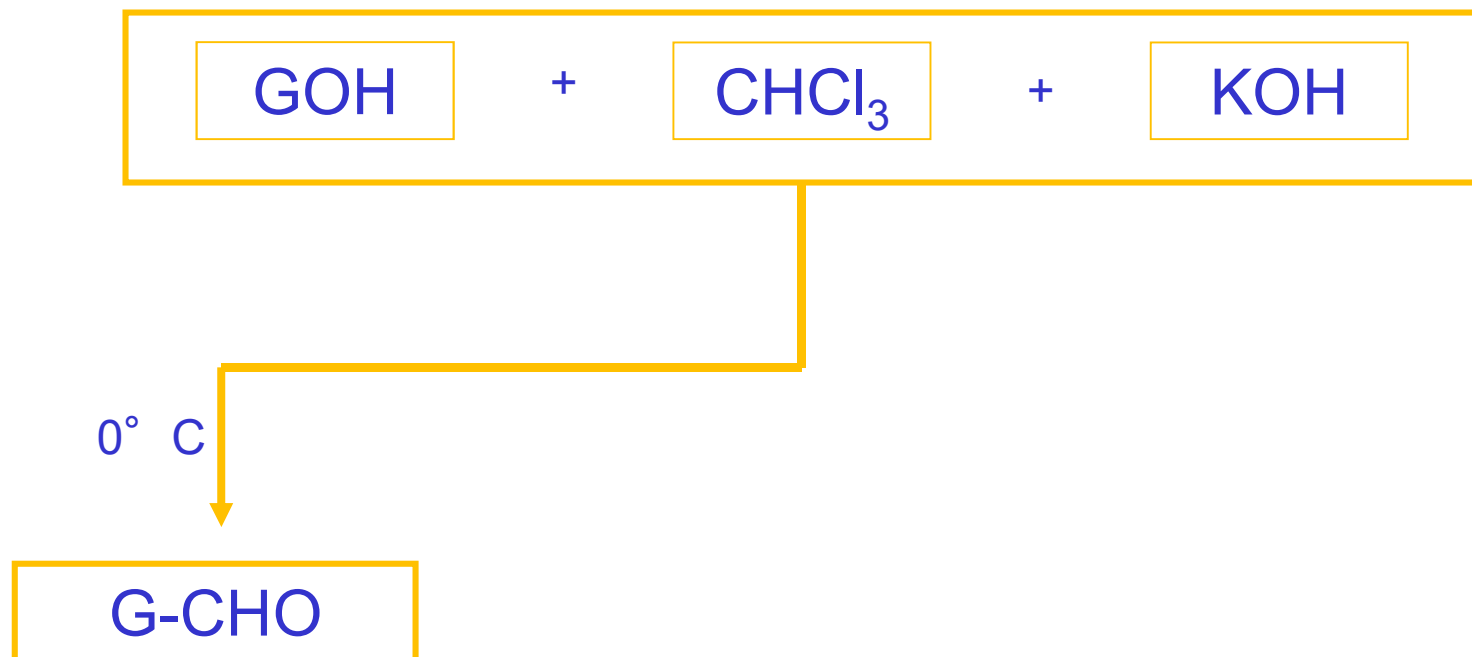 GOH + CHCl₃ + KOH
0° C
G-CHO